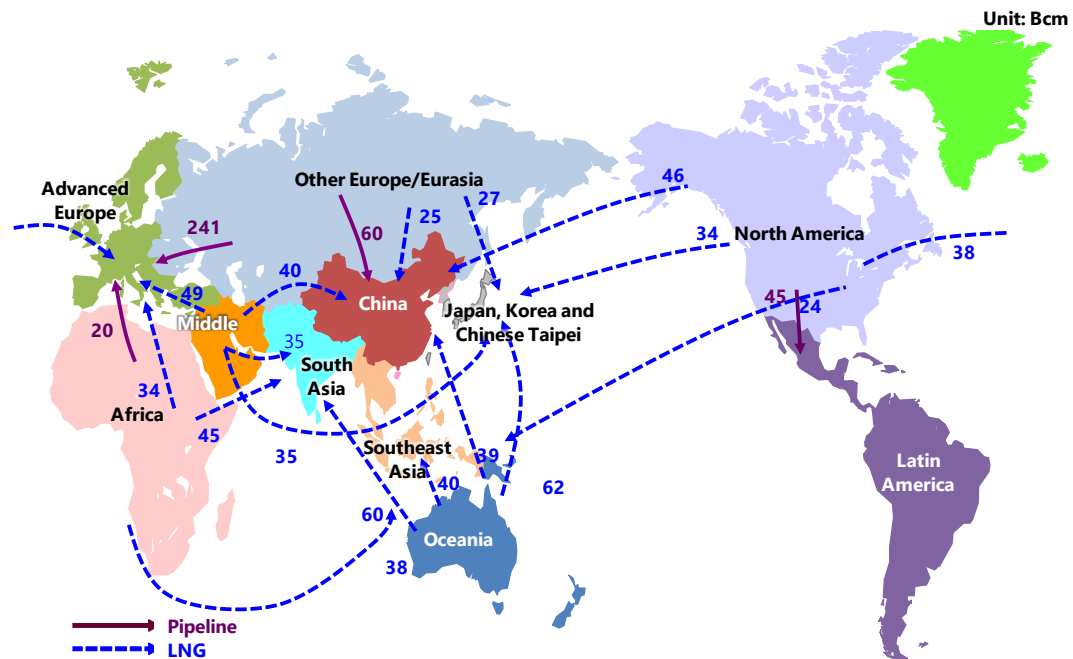 Unit: Bcm
Advanced
Europe
Other Europe/Eurasia
46
27
25
241
60
34
North America
38
40
49
China
45
24
Middle
Japan, Korea and
Chinese Taipei
20
35
South
Asia
34
Africa
45
35
Southeast
Asia
39
40
62
Latin
America
60
Oceania
38
Pipeline
LNG